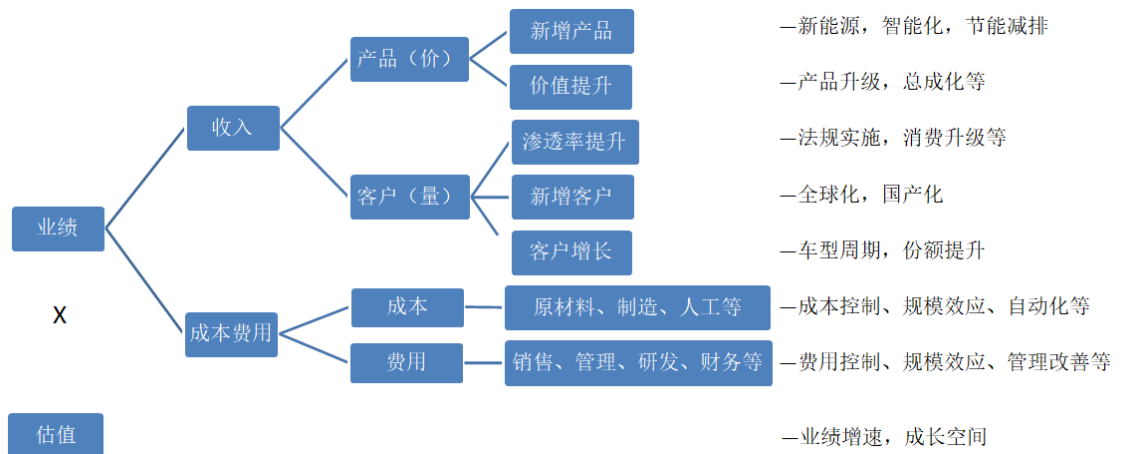 新增产品 —新能源，智能化，节能减排
产品（价）
价值提升 —产品升级，总成化等
收入
渗透率提升 —法规实施，消费升级等
客户（量） 新增客户 —全球化，国产化
业绩
客户增长 —车型周期，份额提升
成本 原材料、制造、人工等 —成本控制、规模效应、自动化等
X
成本费用
费用 销售、管理、研发、财务等 —费用控制、规模效应、管理改善等
估值 —业绩增速，成长空间